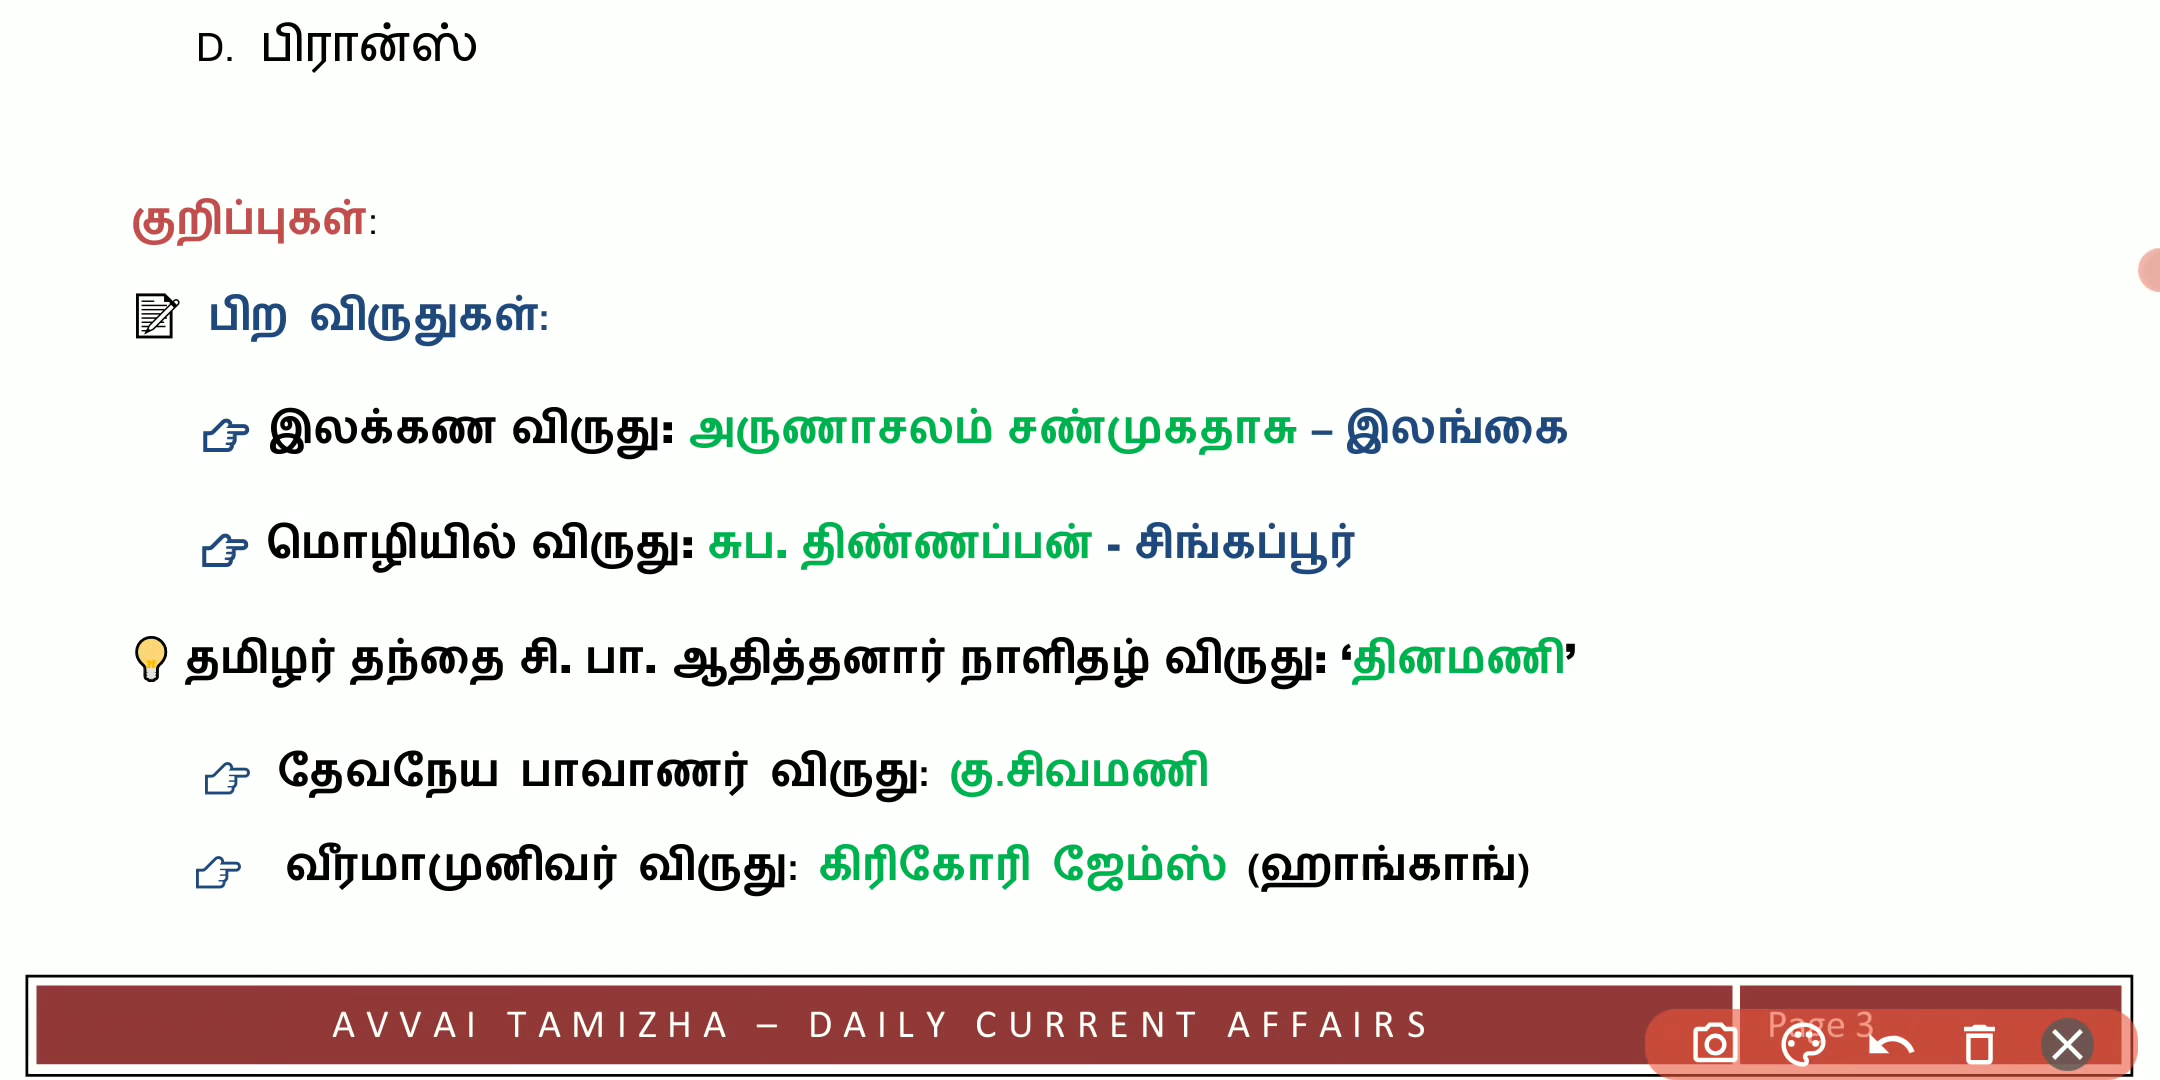 D. பிரான்ஸ்
குறிப்புகள்:
பிற விருதுகள்:
இலக்கண விருது: அருணாசலம் சண்முகதாசு – இலங்கை
மொழியில் விருது: சுப. திண்ணப்பன் - சிங்கப்பூர்
தமிழர் தந்தை சி. பா. ஆதித்தனார் நாளிதழ் விருது: ‘தினமணி’
தேவநேய பாவாணர் விருது: கு.சிவமணி
வீரமாமுனிவர் விருது: கிரிகோரி ஜேம்ஸ் (ஹாங்காங்)
AVVAI TAMIZHA – DAILY CURRENT AFFAIRS Page 3